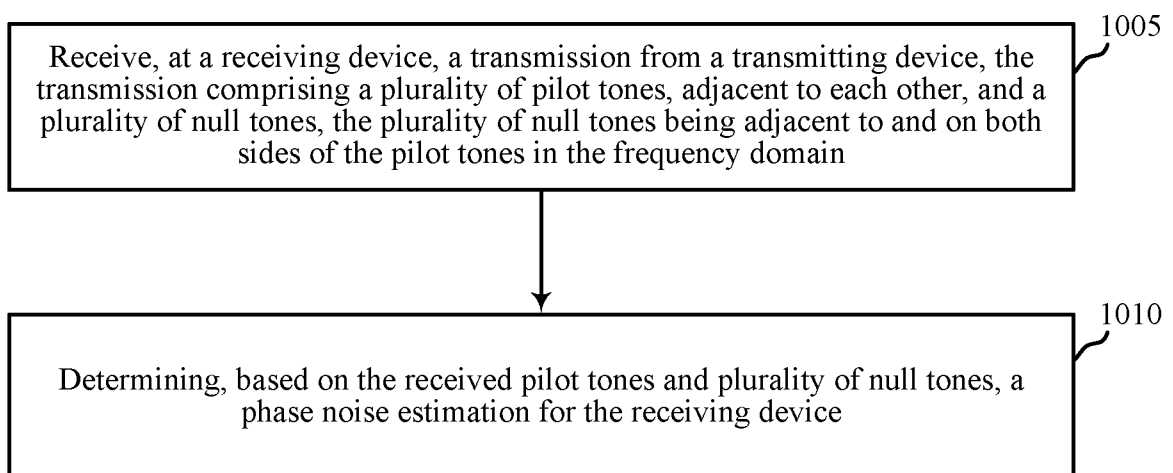 1005
Receive, at a receiving device, a transmission from a transmitting device, the
transmission comprising a plurality of pilot tones, adjacent to each other, and a
plurality of null tones, the plurality of null tones being adjacent to and on both
sides of the pilot tones in the frequency domain
1010
Determining, based on the received pilot tones and plurality of null tones, a
phase noise estimation for the receiving device